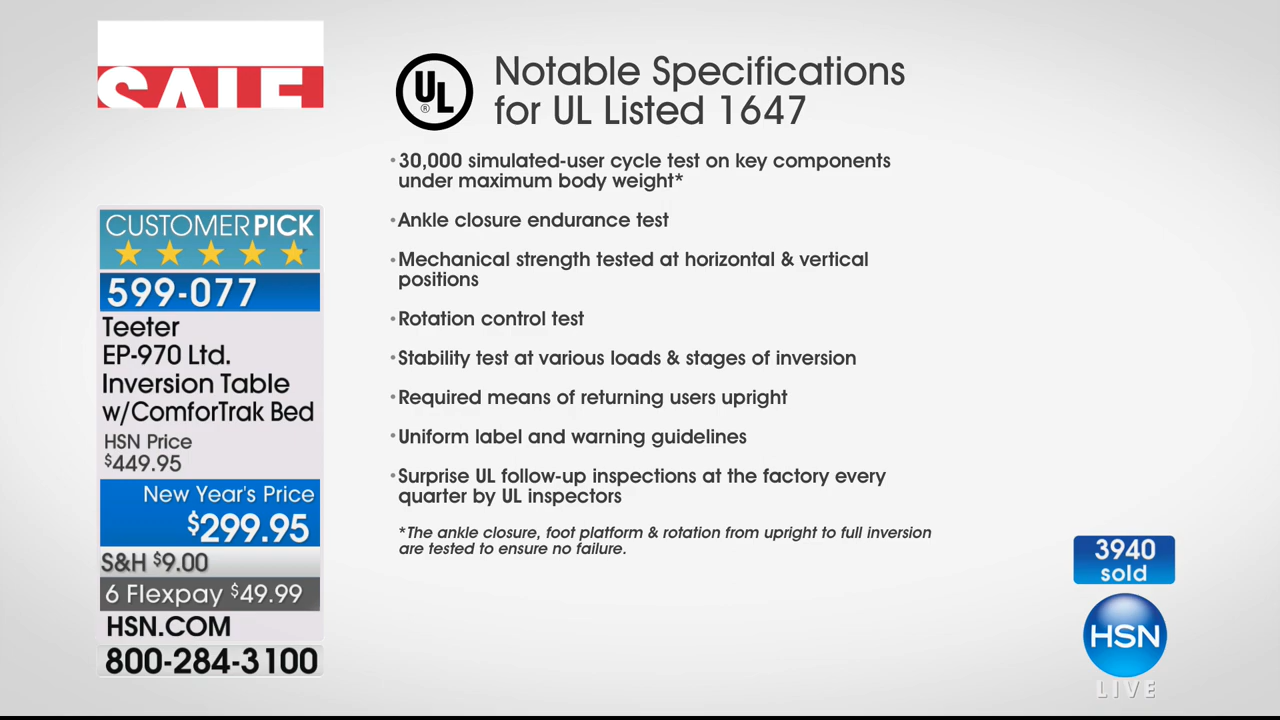 SALE
CUSTOMER PICK
599-077
Teeter
EP-970 Ltd.
Inversion Table
w/ComforTrak Bed
HSN Price
$449.95
New Year's Price
$299.95
S&H $9.00
6 Flexpay $49.99
HSN.COM
800-284-3100
UL®
Notable Specifications
for UL Listed 1647
•30,000 simulated-user cycle test on key components
under maximum body weight*
•Ankle closure endurance test
•Mechanical strength tested at horizontal & vertical
positions
•Rotation control test
•Stability test at various loads & stages of inversion
•Required means of returning users upright
•Uniform label and warning guidelines
•Surprise UL follow-up inspections at the factory every
quarter by UL inspectors
*The ankle closure, foot platform & rotation from upright to full inversion
are tested to ensure no failure.
3940
sold
HSN
LIVE